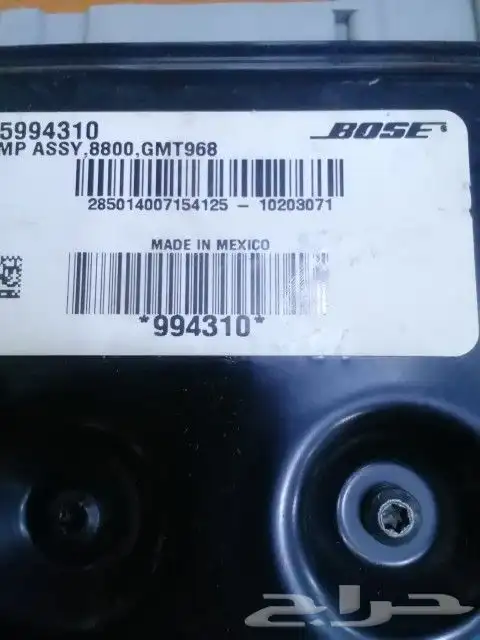 5994310
BOSE
MP ASSY,8800,GMT968
285014007154125 - 10203071
MADE IN MEXICO
*994310*
حراج